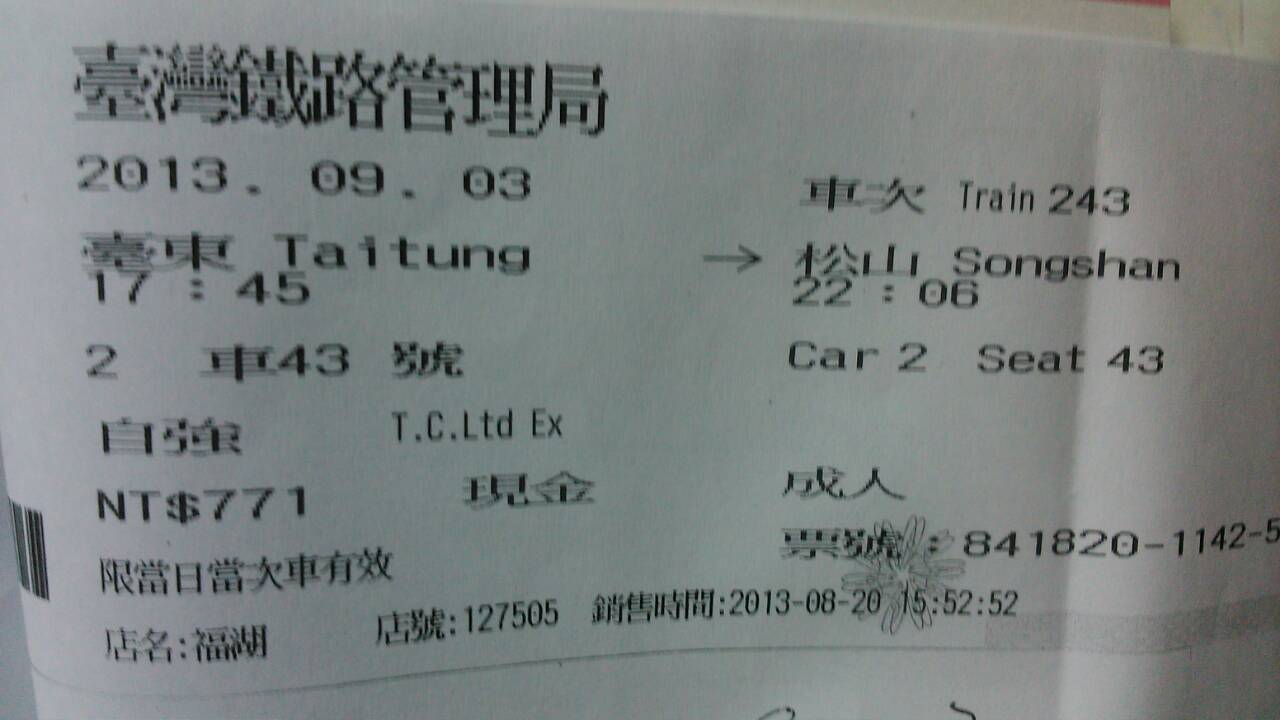 臺灣鐵路管理局
2013. 09. 03
車次 Train 243
臺東 Taitung → 松山 Songshan
17:45 22:06
2 車43 號 Car 2 Seat 43
自強 T.C.Ltd Ex
NT$771 現金 成人
票號:841820-1142-5
限當日當次車有效
店名:福湖 店號:127505 銷售時間:2013-08-20 15:52:52